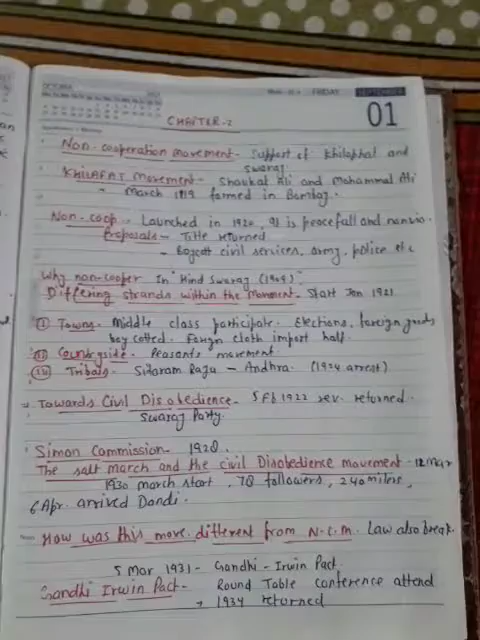 OCTOBER
FRIDAY SEPTEMBER
01
CHAPTER-2
Non-cooperation movement - Support of Khilaphat and
swaraj
KHILAFAT Movement - Shaukat Ali and Mohammad Ali
- March 1919 formed in Bombay.
Non-coop - Launched in 1920, It is peacefull and nonvio.
Proposals - Title returned
- Boycott civil services, army, police etc
Why non-cooper In "Hind Swaraj (1909)
Differing strands within the Movment - Start Jan 1921
(i) Towns - Middle class participate. Elections, foreign goods
boycotted. Foreign cloth import half.
(ii) Countryside - Peasants movement
(iii) Tribals - Sitaram Raju - Andhra. (1924 arrest)
Towards Civil Disobedience - 5 Fb 1922 rev. returned.
Swaraj Party.
Simon Commission - 1928.
The salt march and the civil Disobedience movement - 12 Mar
1930 march start, 78 followers, 240 miles,
6 Apr. arrived Dandi.
How was this move. different from N.C.M. Law also break.
5 Mar 1931 - Gandhi - Irwin Pact.
Gandhi Irwin Pact - Round Table conference attend
→ 1934 returned